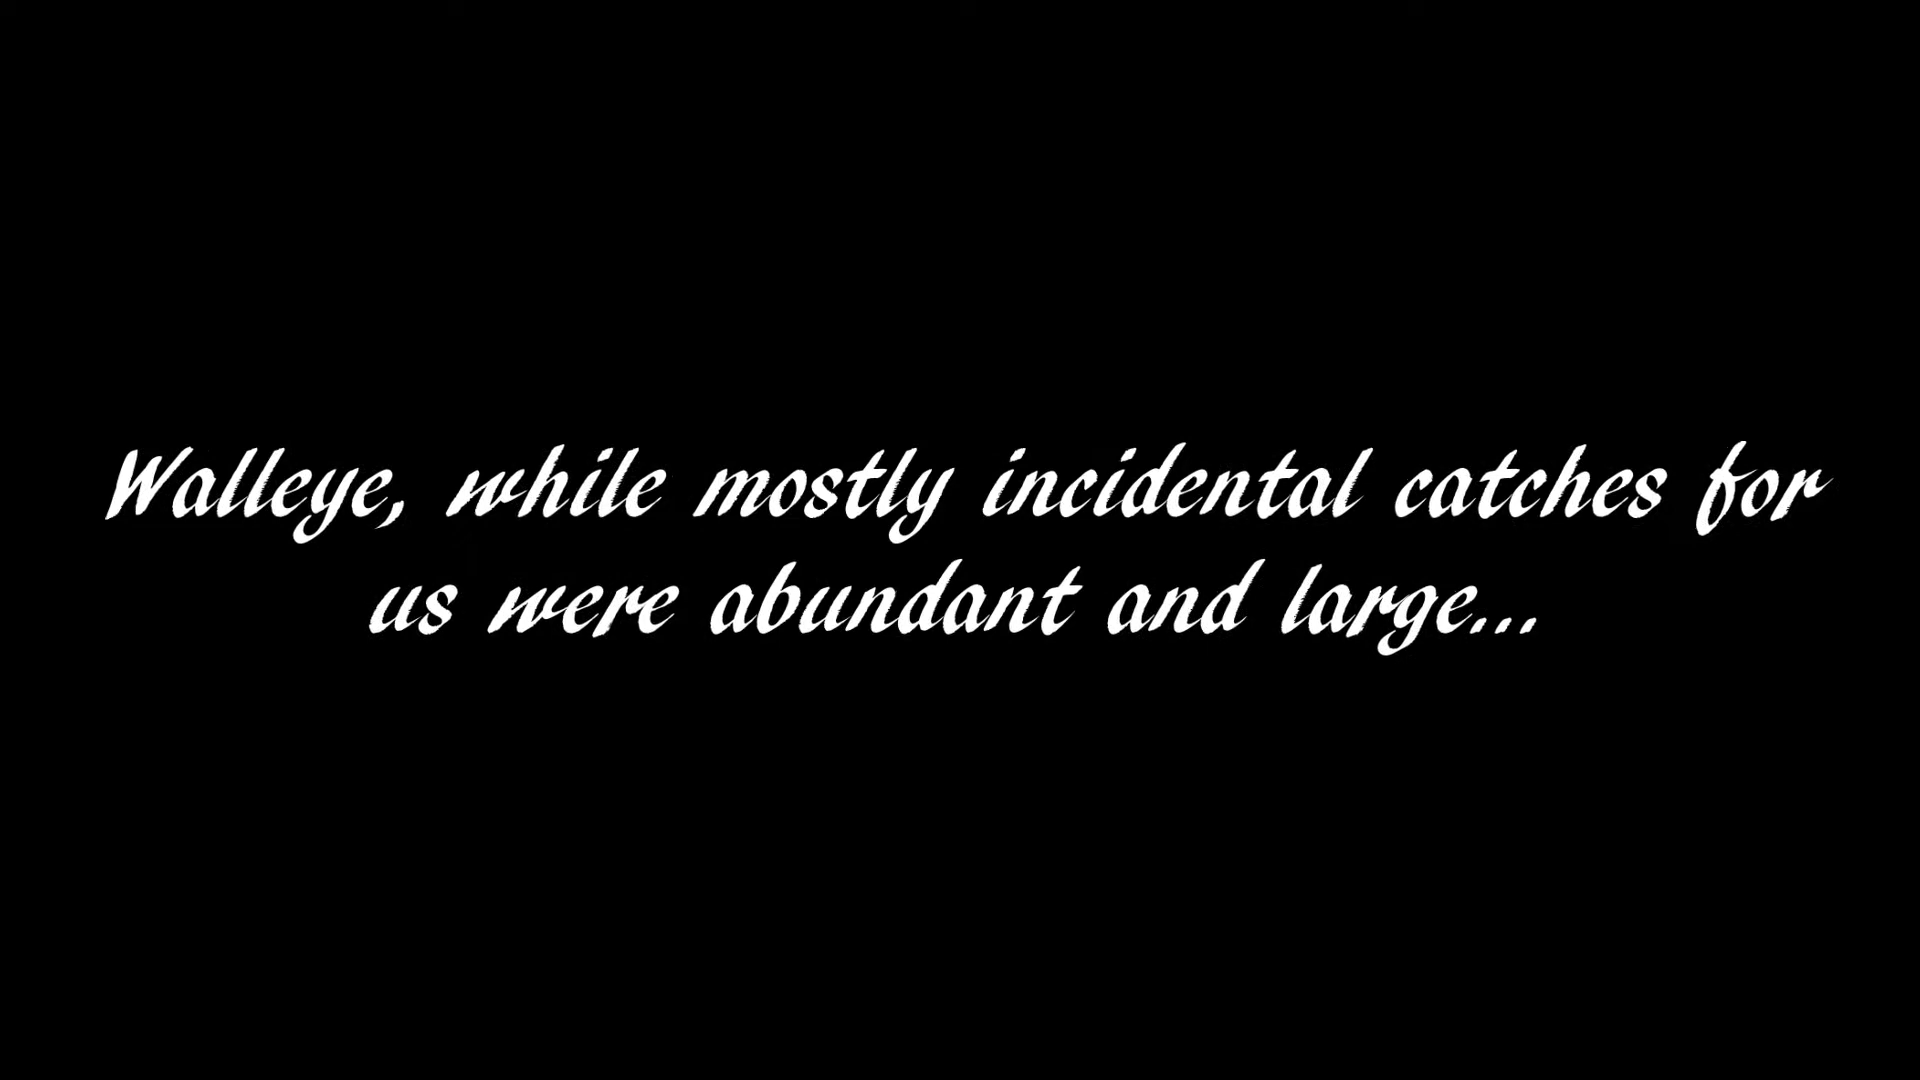 Walleye, while mostly incidental catches for
us were abundant and large...